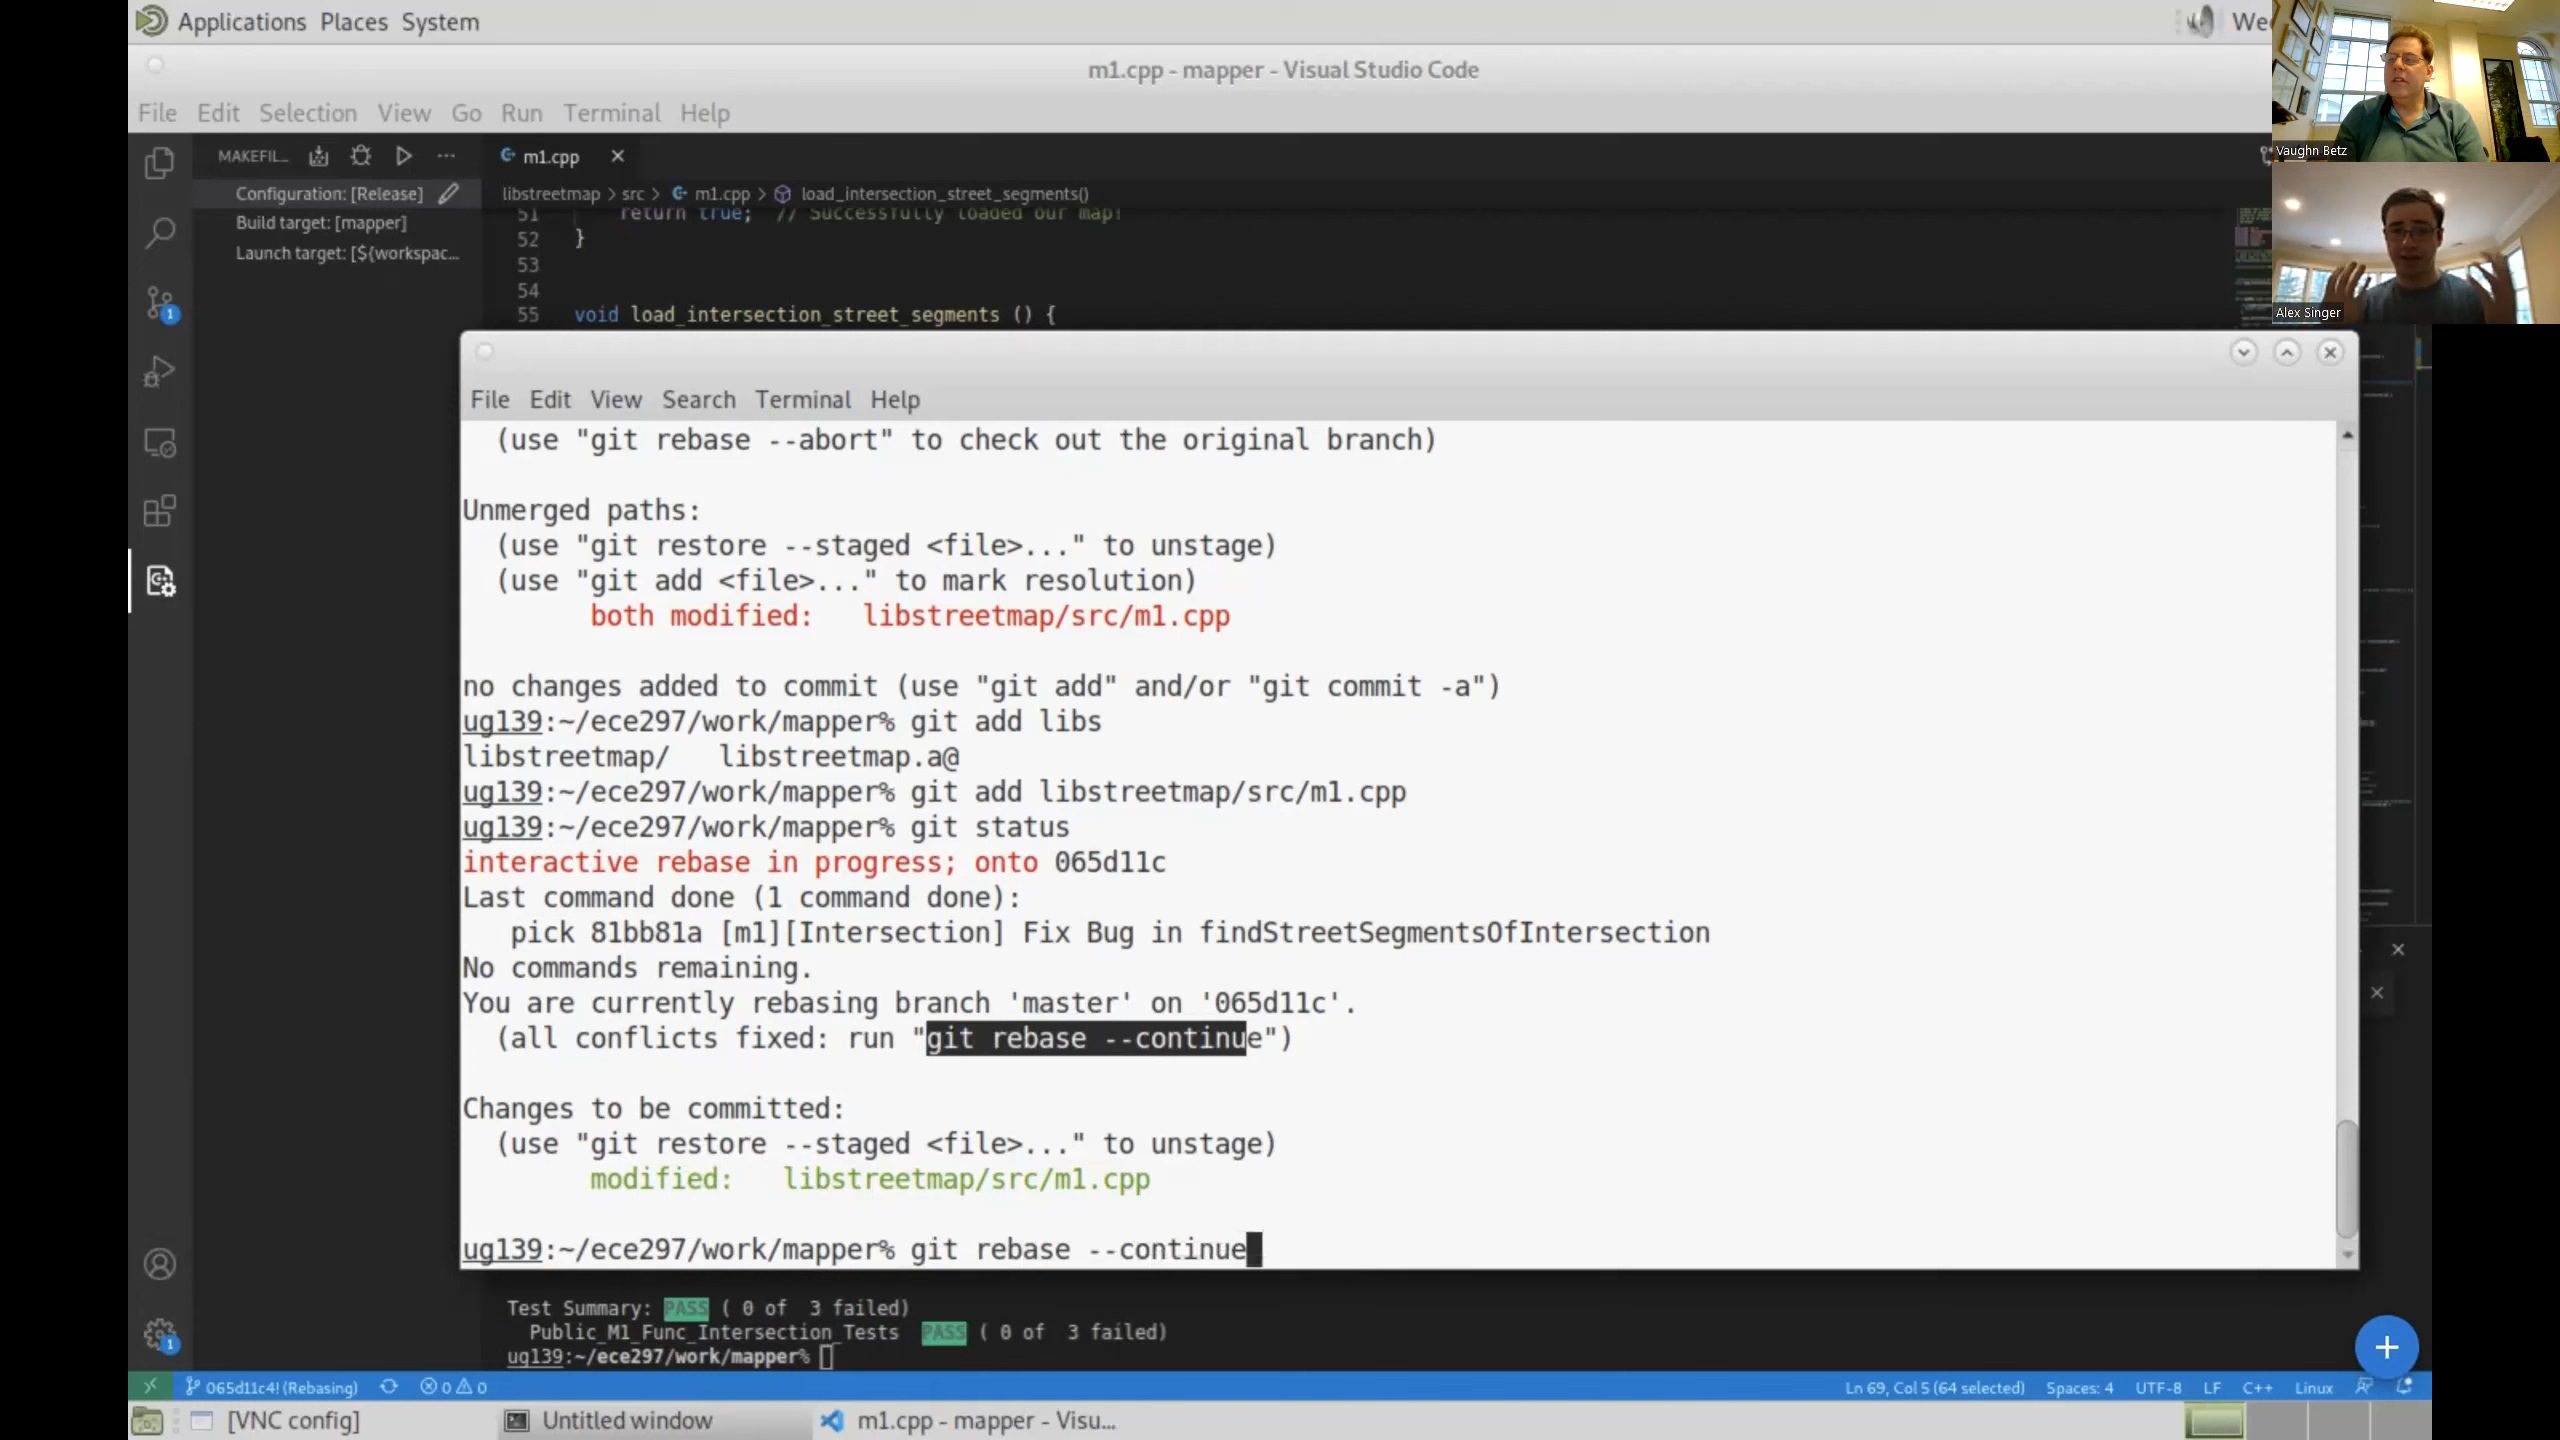 Applications Places System
We
m1.cpp - mapper - Visual Studio Code
File Edit Selection View Go Run Terminal Help
Vaughn Betz
Alex Singer
MAKEFIL...
Configuration: [Release]
Build target: [mapper]
Launch target: [${workspac...
m1.cpp
libstreetmap > src > m1.cpp > load_intersection_street_segments()
51 return true; // Successfully loaded our map!
52 }
53
54
55 void load_intersection_street_segments () {
File Edit View Search Terminal Help
(use "git rebase --abort" to check out the original branch)
Unmerged paths:
(use "git restore --staged <file>..." to unstage)
(use "git add <file>..." to mark resolution)
both modified: libstreetmap/src/m1.cpp
no changes added to commit (use "git add" and/or "git commit -a")
ug139:~/ece297/work/mapper% git add libs
libstreetmap/ libstreetmap.a@
ug139:~/ece297/work/mapper% git add libstreetmap/src/m1.cpp
ug139:~/ece297/work/mapper% git status
interactive rebase in progress; onto 065d11c
Last command done (1 command done):
pick 81bb81a [m1][Intersection] Fix Bug in findStreetSegmentsOfIntersection
No commands remaining.
You are currently rebasing branch 'master' on '065d11c'.
(all conflicts fixed: run "git rebase --continue")
Changes to be committed:
(use "git restore --staged <file>..." to unstage)
modified: libstreetmap/src/m1.cpp
ug139:~/ece297/work/mapper% git rebase --continue
Test Summary: PASS ( 0 of 3 failed)
Public_M1_Func_Intersection_Tests PASS ( 0 of 3 failed)
ug139:~/ece297/work/mapper%
065d11c4! (Rebasing) 0 0 Ln 69, Col 5 (64 selected) Spaces: 4 UTF-8 LF C++ Linux
[VNC config] Untitled window m1.cpp - mapper - Visu...